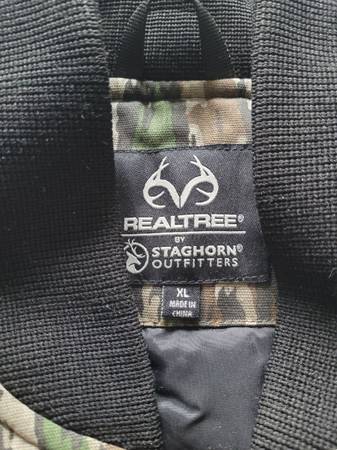 REALTREE®
BY
STAGHORN®
OUTFITTERS
XL
MADE IN
CHINA